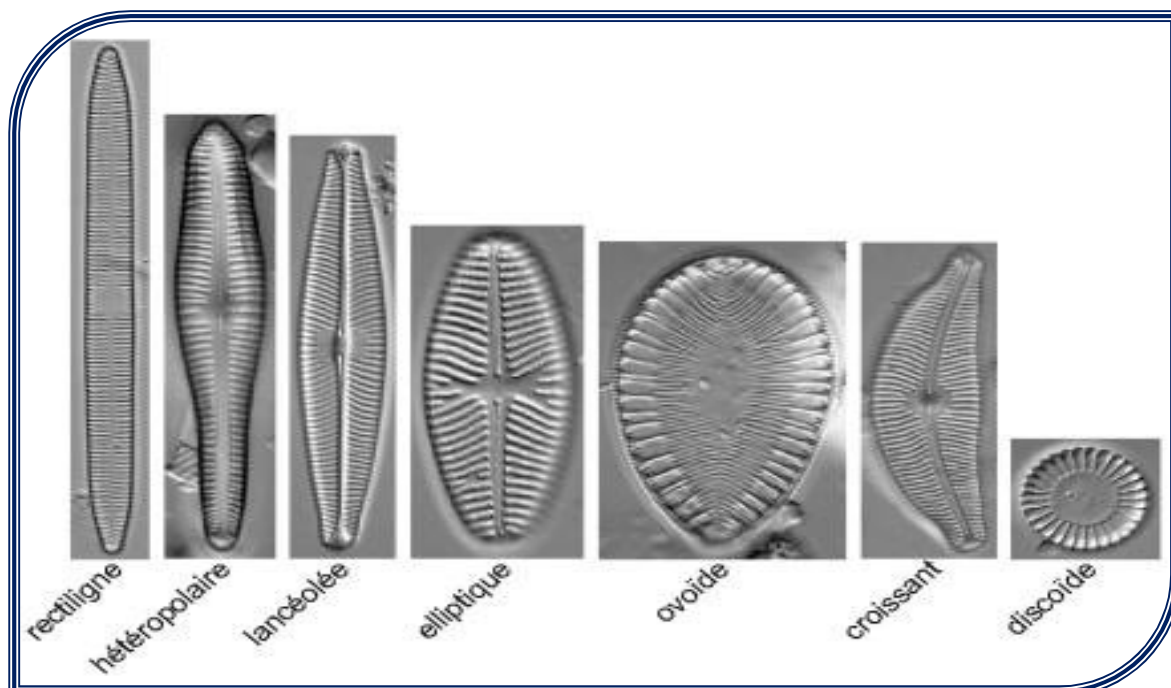 rectiligne
hétéropolaire
lancéolée
elliptique
ovoïde
croissant
discoïde